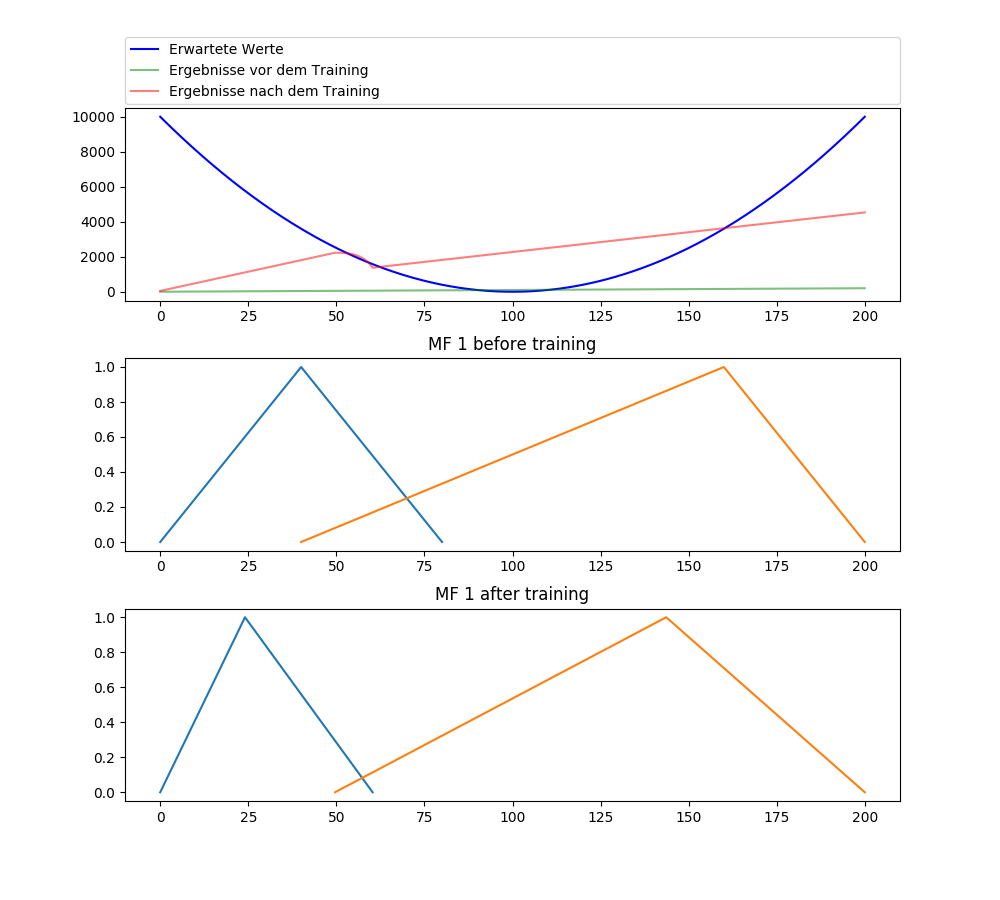 Erwartete Werte
Ergebnisse vor dem Training
Ergebnisse nach dem Training
10000
8000
6000
4000
2000
0
0 25 50 75 100 125 150 175 200
MF 1 before training
1.0
0.8
0.6
0.4
0.2
0.0
0 25 50 75 100 125 150 175 200
MF 1 after training
1.0
0.8
0.6
0.4
0.2
0.0
0 25 50 75 100 125 150 175 200